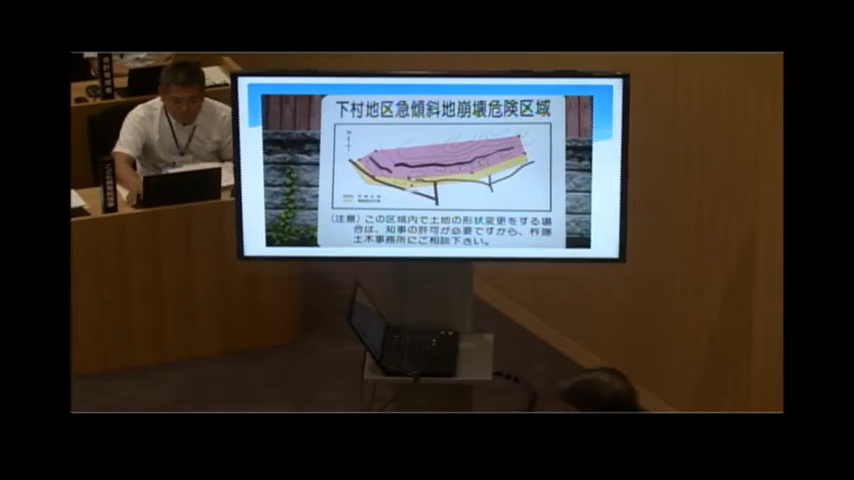 下村地区急傾斜地崩壊危険区域
(注意)この区域内で土地の形状変更をする場
合は、知事の許可が必要ですから、杵藤
土木事務所にご相談下さい。